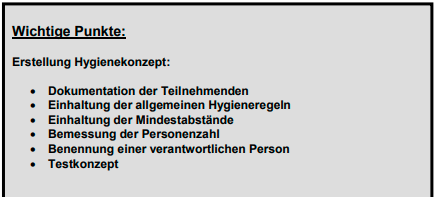 Wichtige Punkte:
Erstellung Hygienekonzept:
• Dokumentation der Teilnehmenden
• Einhaltung der allgemeinen Hygieneregeln
• Einhaltung der Mindestabstände
• Bemessung der Personenzahl
• Benennung einer verantwortlichen Person
• Testkonzept